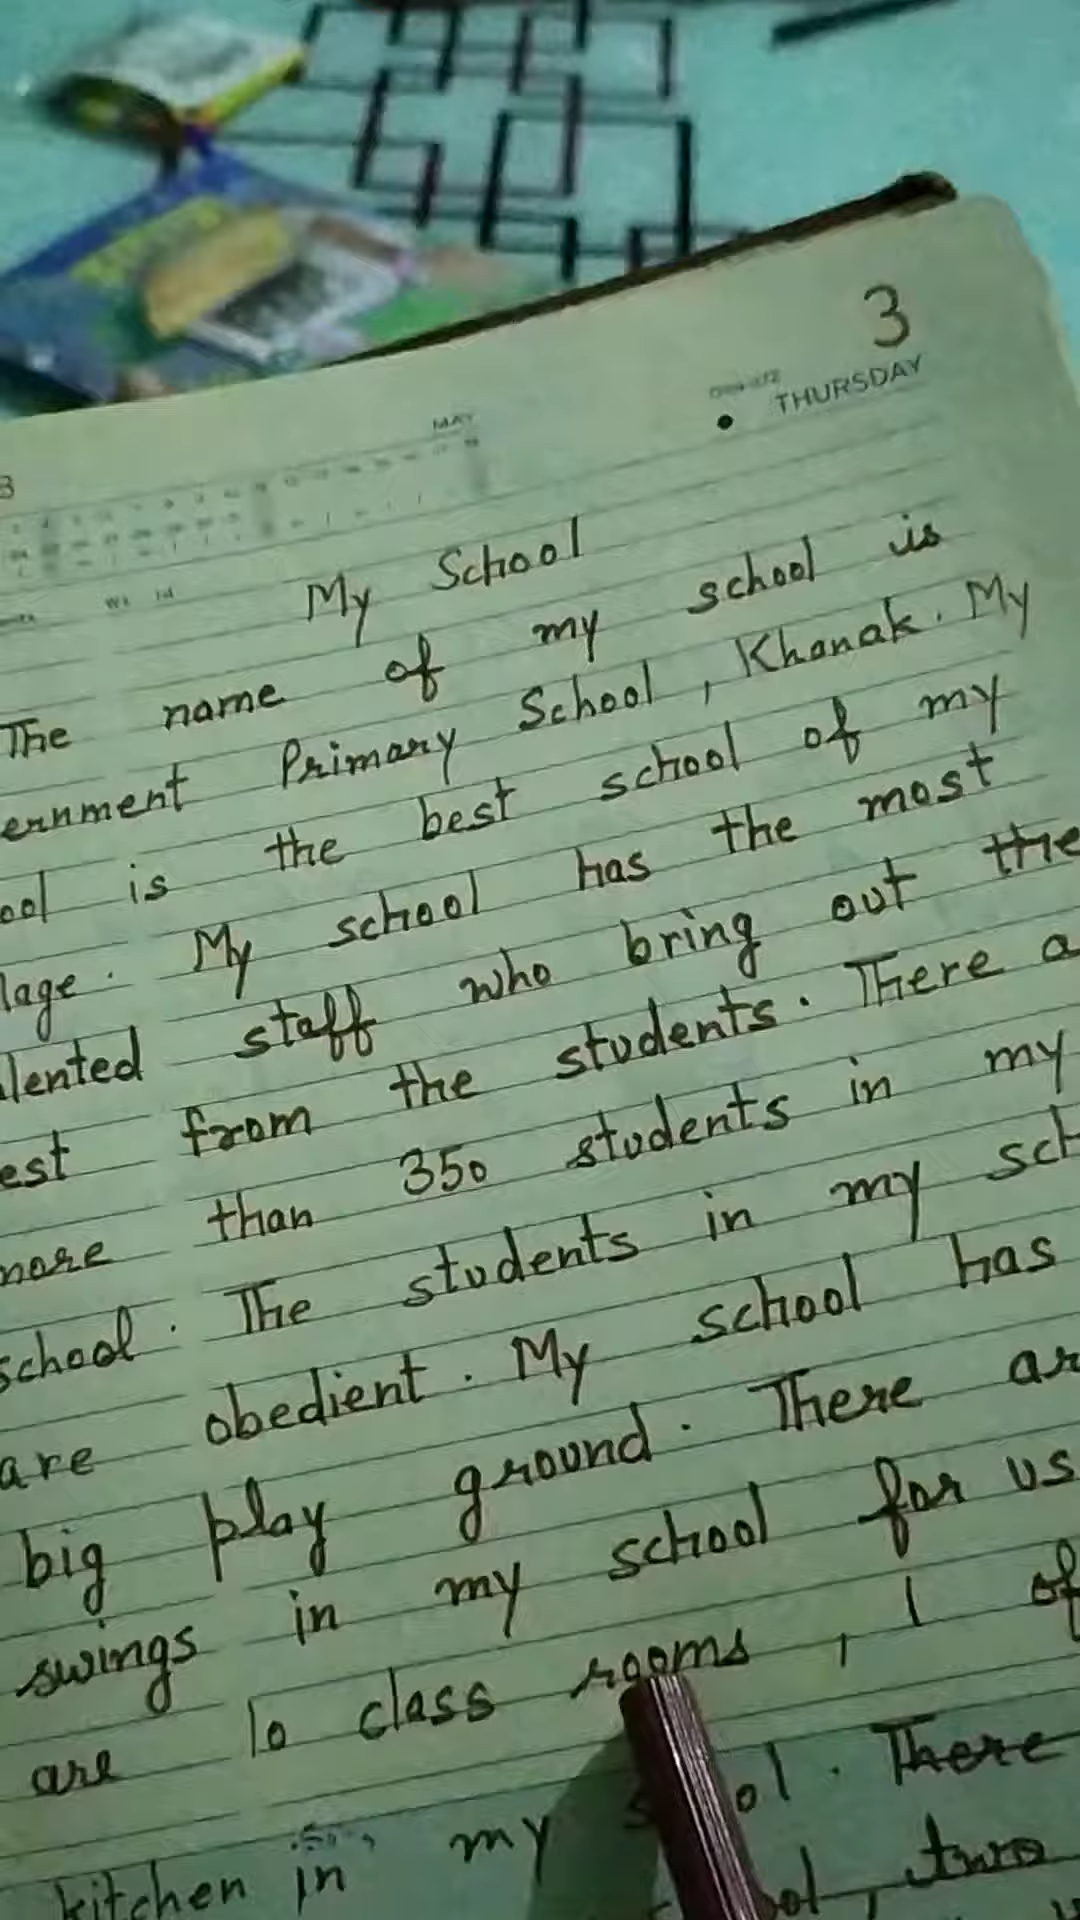 3
THURSDAY
MAY
My School
The name of my school is
ernment Primary School, Khanak. My
ool is the best school of my
lage. My school has the most
lented staff who bring out the
est from the students. There a
more than 350 students in my
school. The students in my sch
are obedient. My school has
big play ground. There ar
swings in my school for us
are 10 class rooms, 1 of
kitchen in my s ol. There
ol, two